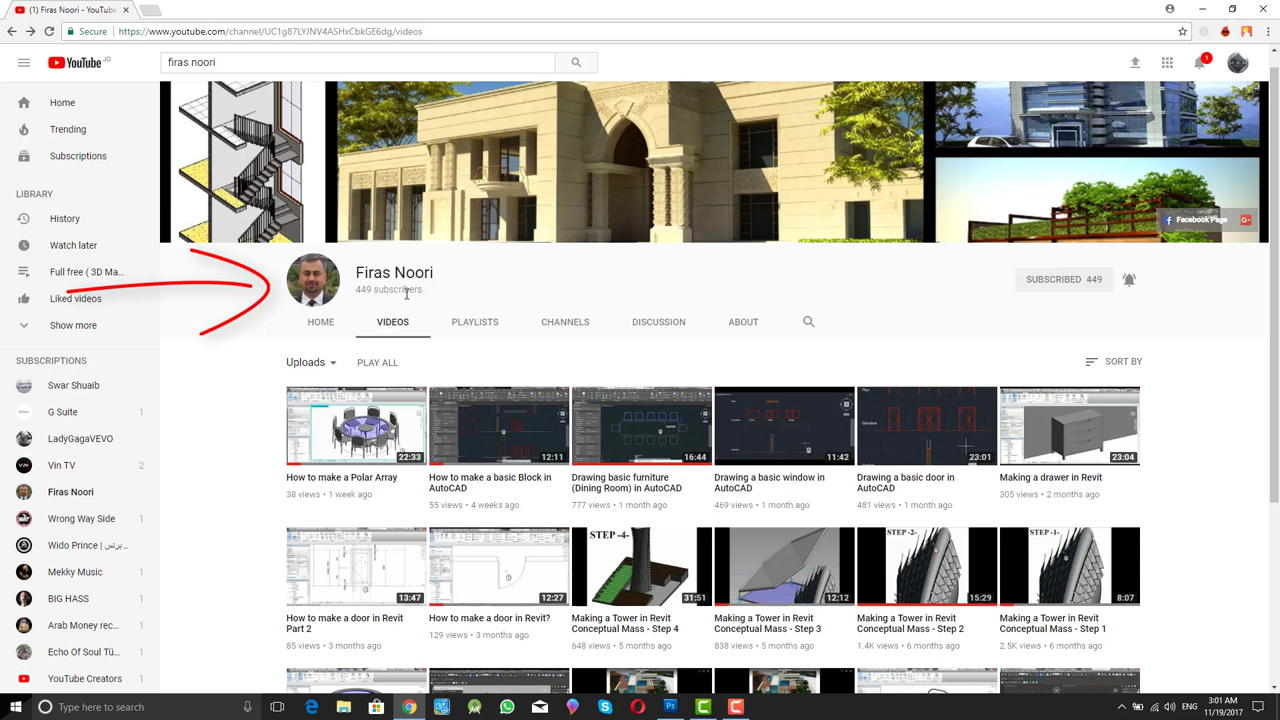 (1) Firas Noori - YouTube
Secure
https://www.youtube.com/channel/UC1g87LYJNV4ASHxCbkGE6dg/videos
YouTube JO
firas noori
1
Home
Trending
Subscriptions
LIBRARY
History
Watch later
Full free ( 3D Ma...
Liked videos
Show more
SUBSCRIPTIONS
Swar Shuaib
G Suite 1
LadyGagaVEVO
Vin TV 2
Firas Noori
Wrong Way Side 1
Wido Prince | ...برنس 1
Mekky Music 1
BIG HASS 1
Arab Money rec... 1
Echo Of Soul Tü... 1
YouTube Creators 1
Facebook Page
G+
Firas Noori
449 subscribers
SUBSCRIBED 449
HOME VIDEOS PLAYLISTS CHANNELS DISCUSSION ABOUT
Uploads PLAY ALL SORT BY
22:33
How to make a Polar Array
38 views • 1 week ago
12:11
How to make a basic Block in
AutoCAD
55 views • 4 weeks ago
16:44
Drawing basic furniture
(Dining Room) in AutoCAD
777 views • 1 month ago
11:42
Drawing a basic window in
AutoCAD
469 views • 1 month ago
23:01
Drawing a basic door in
AutoCAD
481 views • 1 month ago
23:04
Making a drawer in Revit
305 views • 2 months ago
13:47
How to make a door in Revit
Part 2
85 views • 3 months ago
12:27
How to make a door in Revit?
129 views • 3 months ago
STEP -4-
31:51
Making a Tower in Revit
Conceptual Mass - Step 4
648 views • 5 months ago
12:12
Making a Tower in Revit
Conceptual Mass - Step 3
838 views • 5 months ago
STEP -2-
15:29
Making a Tower in Revit
Conceptual Mass - Step 2
1.4K views • 6 months ago
STEP -1-
8:07
Making a Tower in Revit
Conceptual Mass - Step 1
2.5K views • 6 months ago
Type here to search
ENG
3:01 AM
11/19/2017